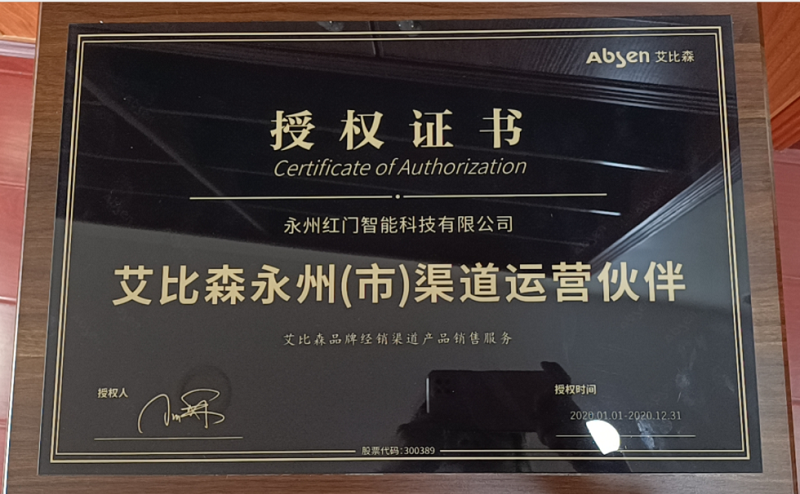 Absen 艾比森
授权证书
Certificate of Authorization
永州红门智能科技有限公司
艾比森永州(市)渠道运营伙伴
艾比森品牌经销渠道产品销售服务
授权人
授权时间
2020.01.01-2020.12.31
股票代码:300389